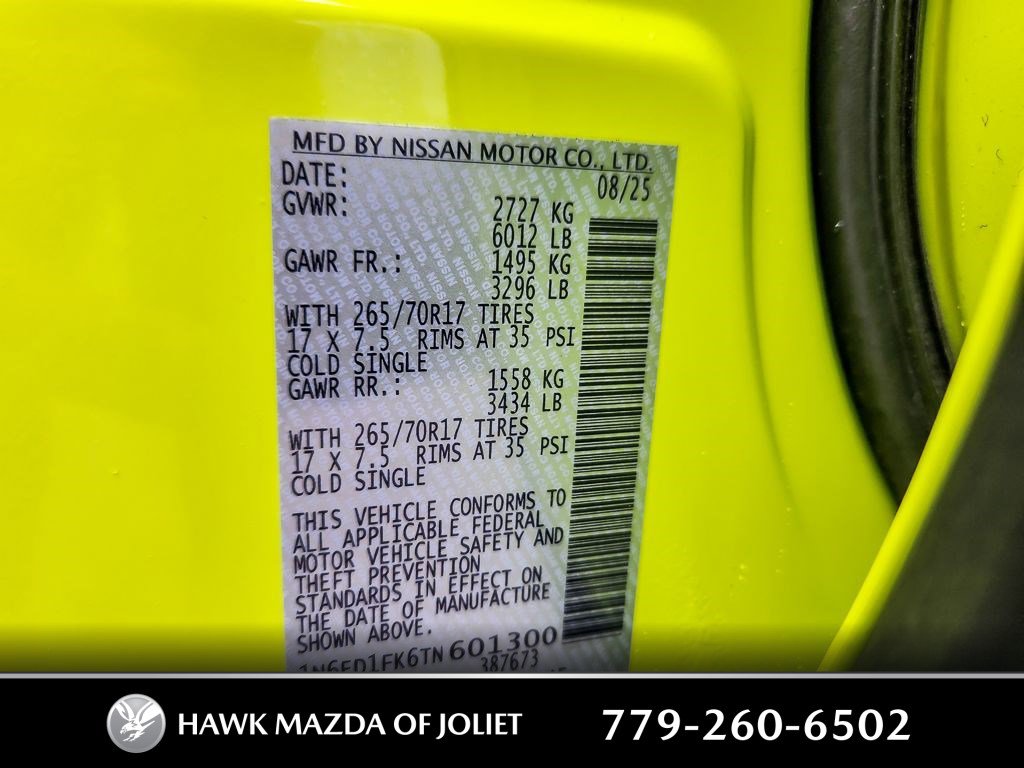 MFD BY NISSAN MOTOR CO., LTD.
DATE: 08/25
GVWR: 2727 KG
6012 LB
GAWR FR.: 1495 KG
3296 LB
WITH 265/70R17 TIRES
17 X 7.5 RIMS AT 35 PSI
COLD SINGLE
GAWR RR.: 1558 KG
3434 LB
WITH 265/70R17 TIRES
17 X 7.5 RIMS AT 35 PSI
COLD SINGLE
THIS VEHICLE CONFORMS TO
ALL APPLICABLE FEDERAL
MOTOR VEHICLE SAFETY AND
THEFT PREVENTION
STANDARDS IN EFFECT ON
THE DATE OF MANUFACTURE
SHOWN ABOVE.
601300
387673
HAWK MAZDA OF JOLIET
779-260-6502